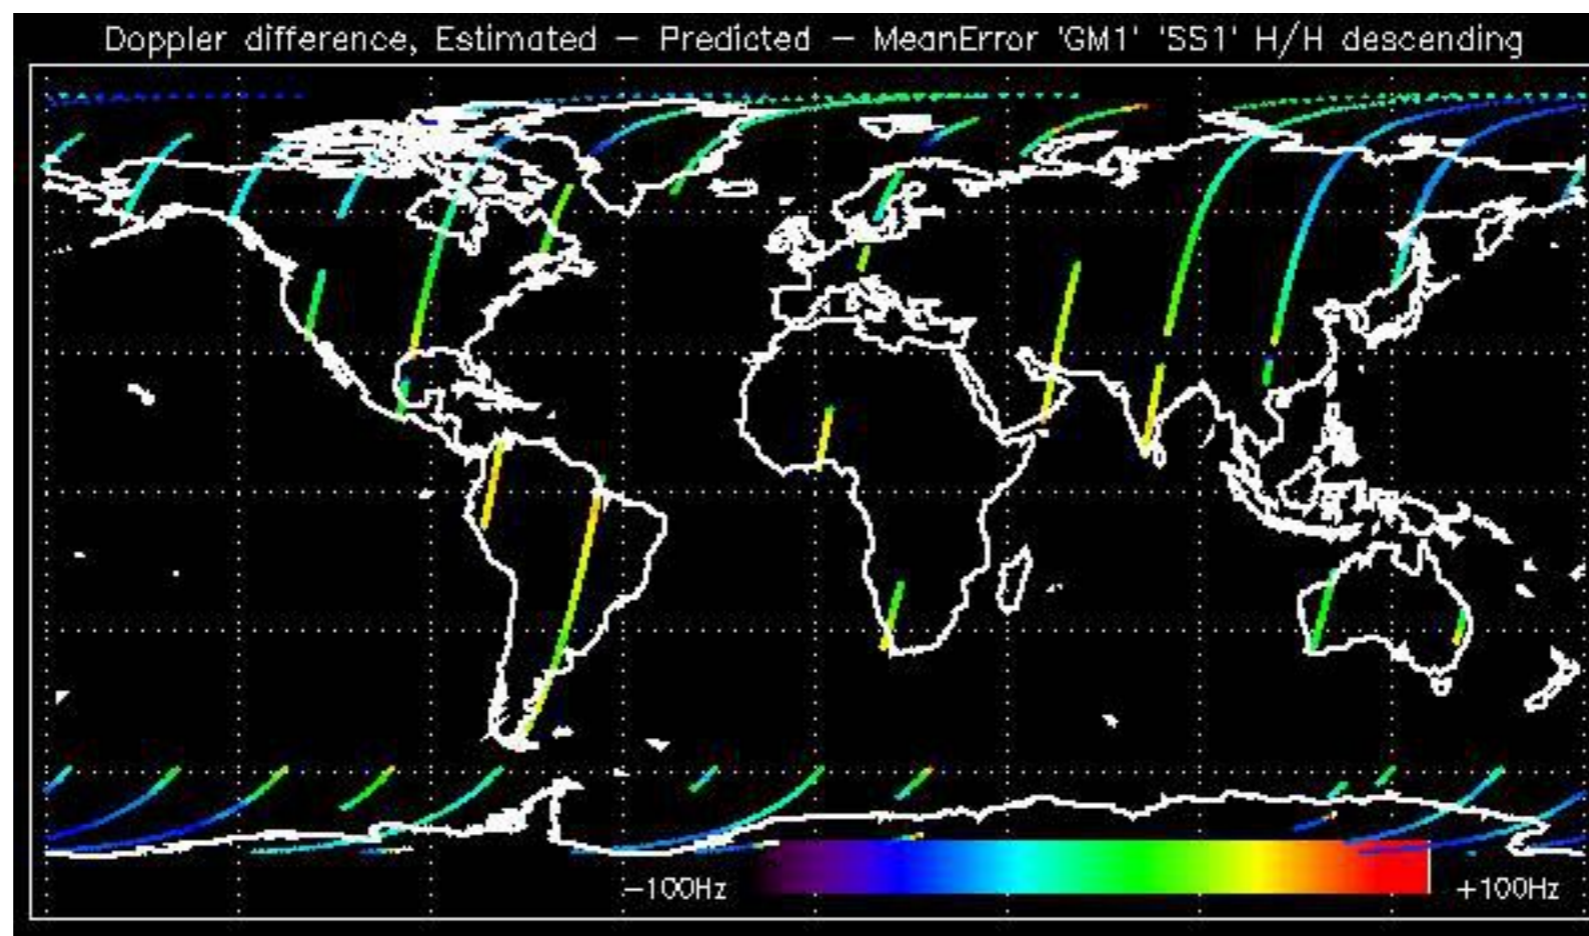 Doppler difference, Estimated – Predicted – MeanError 'GM1' 'SS1' H/H descending
–100Hz
+100Hz